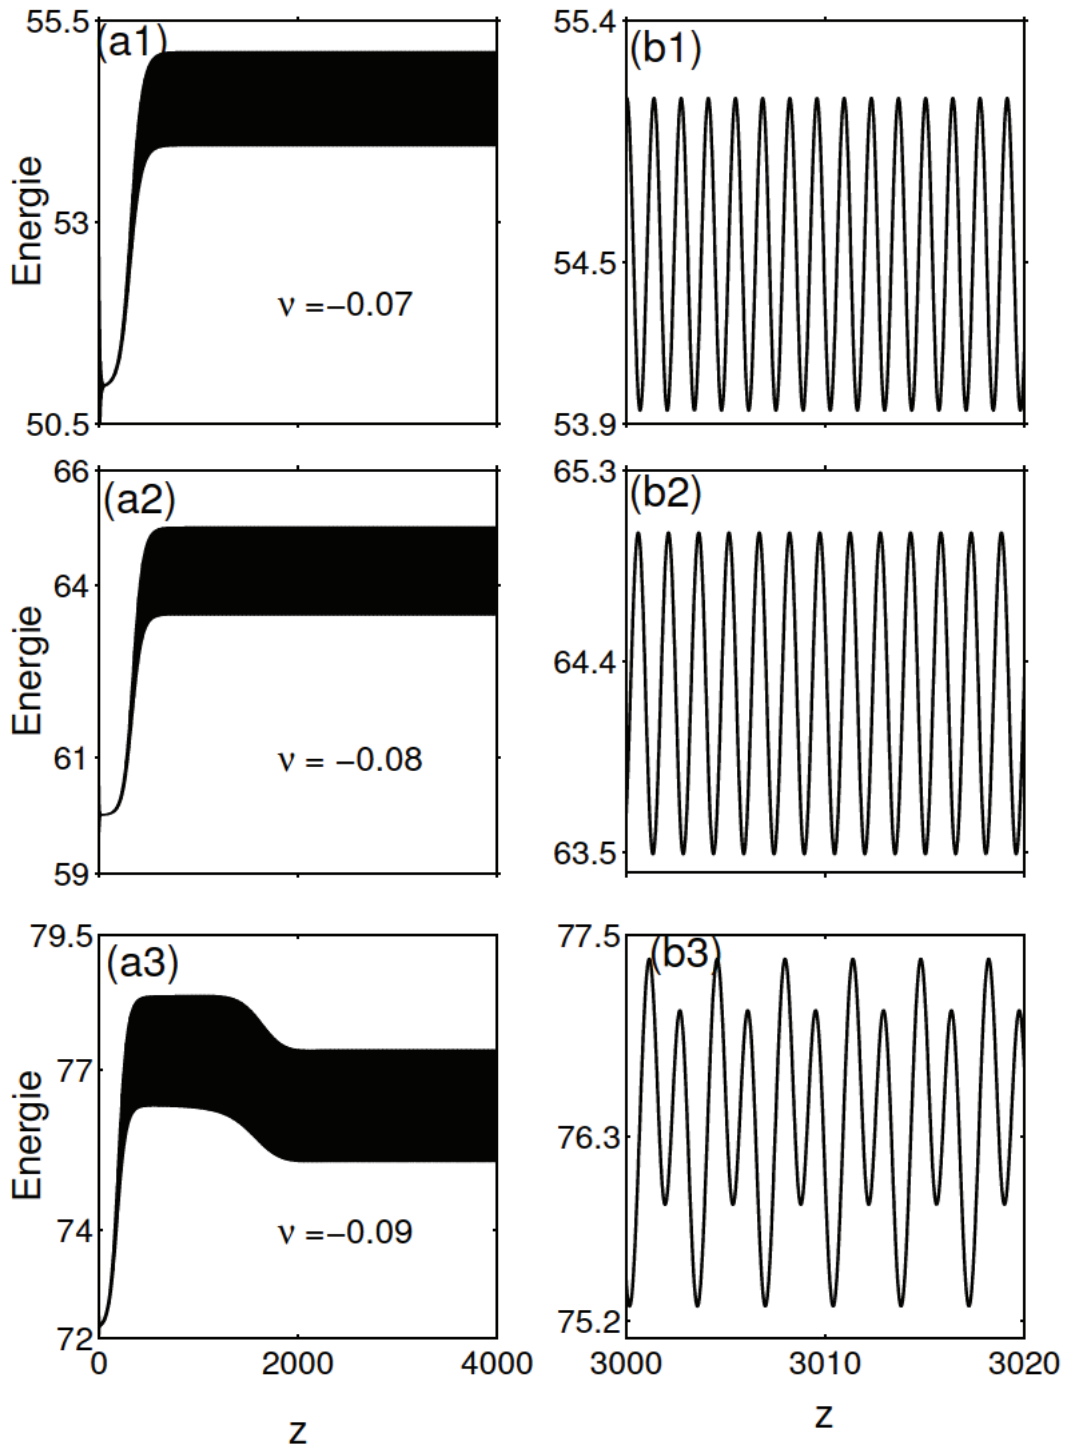 55.5
(a1)
Energie
53
ν =−0.07
50.5
55.4
(b1)
54.5
53.9
66
(a2)
64
Energie
61
ν = −0.08
59
65.3
(b2)
64.4
63.5
79.5
(a3)
77
Energie
74
ν =−0.09
72
0 2000 4000
z
77.5
(b3)
76.3
75.2
3000 3010 3020
z